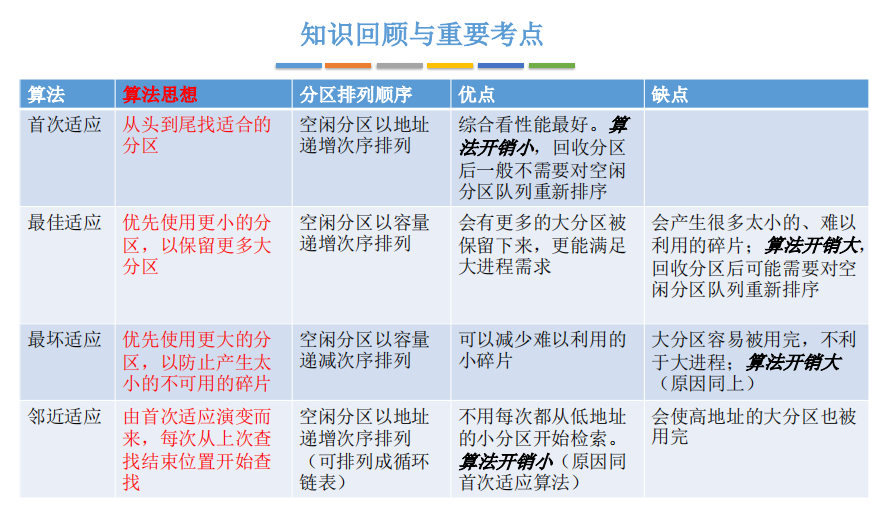 知识回顾与重要考点
算法
算法思想
分区排列顺序
优点
缺点
首次适应
从头到尾找适合的
分区
空闲分区以地址
递增次序排列
综合看性能最好。算
法开销小，回收分区
后一般不需要对空闲
分区队列重新排序
最佳适应
优先使用更小的分
区，以保留更多大
分区
空闲分区以容量
递增次序排列
会有更多的大分区被
保留下来，更能满足
大进程需求
会产生很多太小的、难以
利用的碎片；算法开销大，
回收分区后可能需要对空
闲分区队列重新排序
最坏适应
优先使用更大的分
区，以防止产生太
小的不可用的碎片
空闲分区以容量
递减次序排列
可以减少难以利用的
小碎片
大分区容易被用完，不利
于大进程；算法开销大
（原因同上）
邻近适应
由首次适应演变而
来，每次从上次查
找结束位置开始查
找
空闲分区以地址
递增次序排列
（可排列成循环
链表）
不用每次都从低地址
的小分区开始检索。
算法开销小（原因同
首次适应算法）
会使高地址的大分区也被
用完